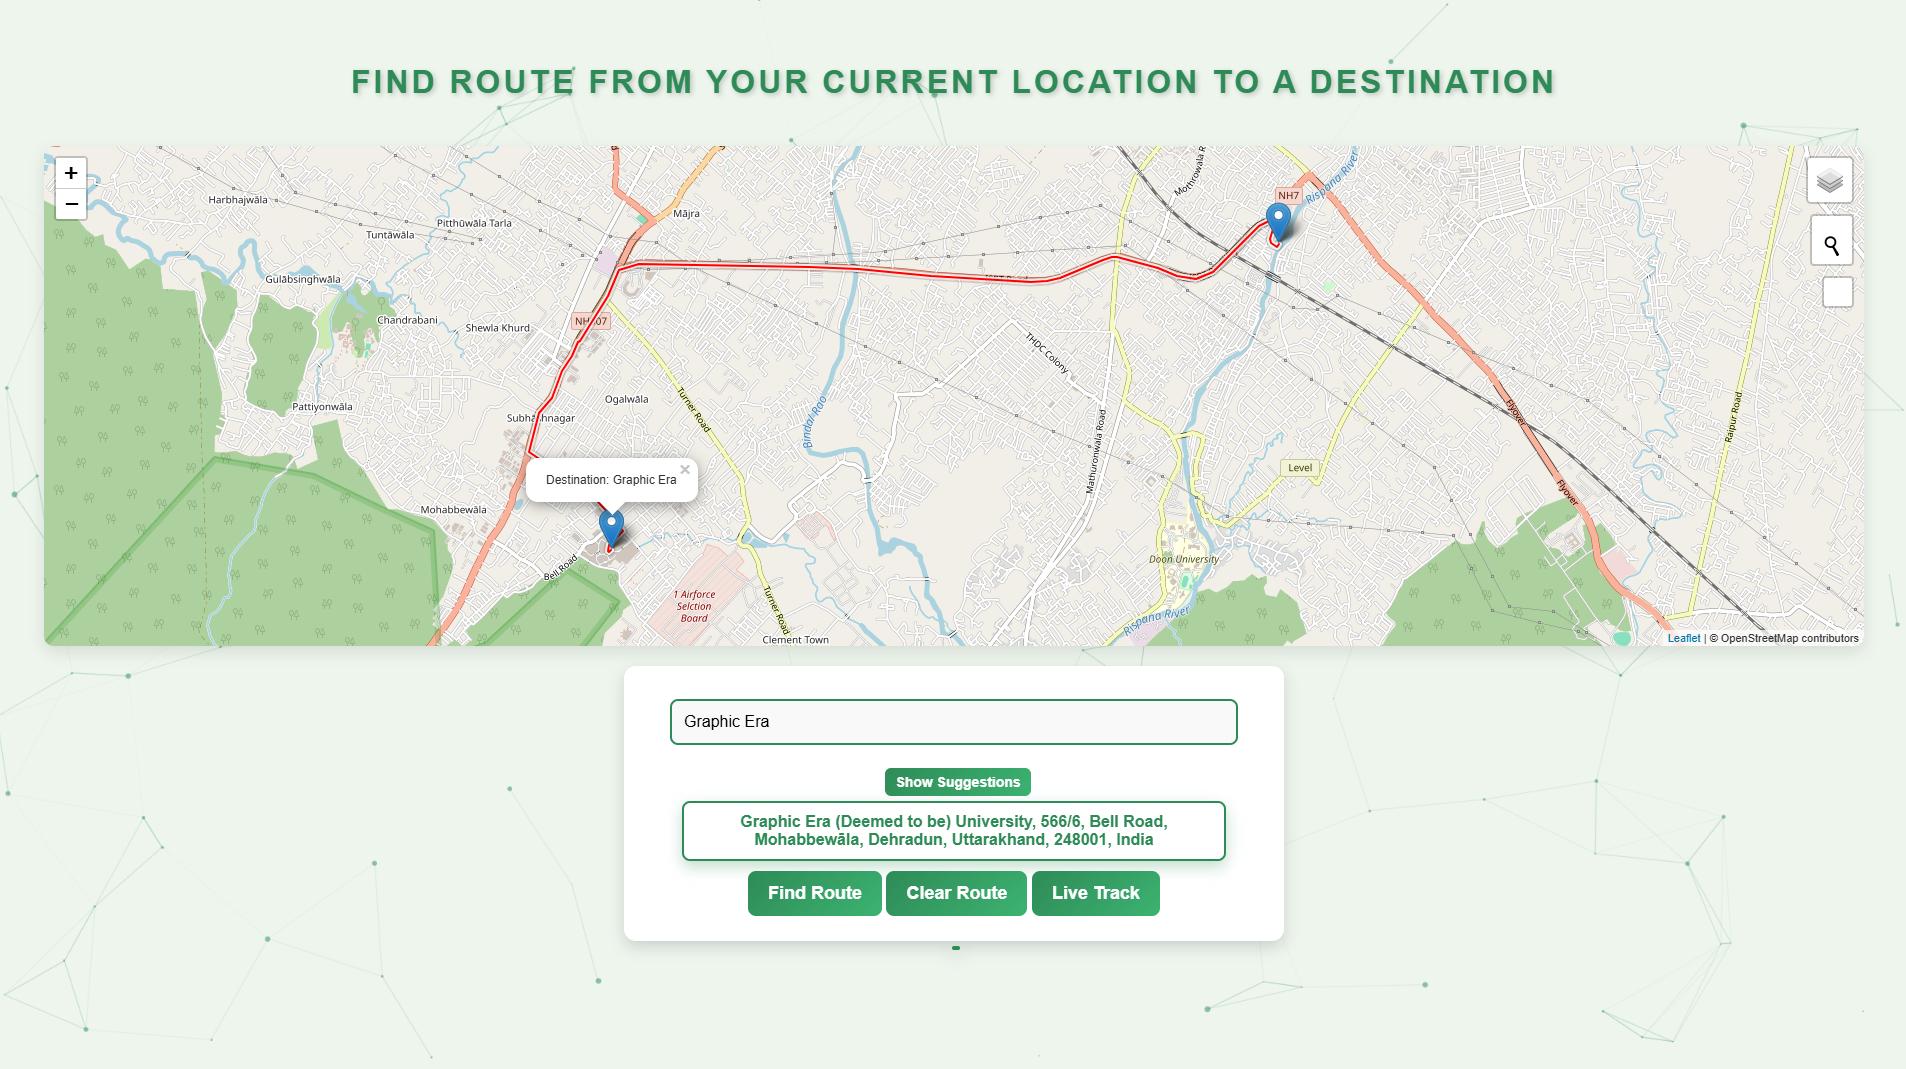 FIND ROUTE FROM YOUR CURRENT LOCATION TO A DESTINATION
+
−
Harbhajwāla
Pitthūwāla Tarla
Tuntāwāla
Mājra
Mothrowala R
NH7
Rispana River
Gulābsinghwāla
Chandrabani
Shewla Khurd
THDC Colony
Pattiyonwāla
Ogalwāla
Turner Road
Bindal Rao
Mathuronwala Road
Flyover
Raipur Road
Level
Destination: Graphic Era
×
Mohabbewāla
Flyover
Bell Road
Doon University
1 Airforce
Selction
Board
Turner Road
Clement Town
Rispana River
Leaflet | © OpenStreetMap contributors
Graphic Era
Show Suggestions
Graphic Era (Deemed to be) University, 566/6, Bell Road,
Mohabbewāla, Dehradun, Uttarakhand, 248001, India
Find Route
Clear Route
Live Track